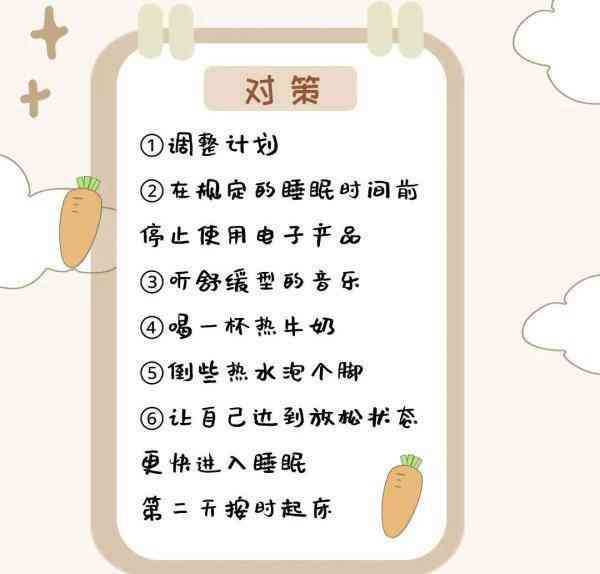 对策
①调整计划
②在规定的睡眠时间前
停止使用电子产品
③听舒缓型的音乐
④喝一杯热牛奶
⑤倒些热水泡个脚
⑥让自己达到放松状态
更快进入睡眠
第二天按时起床